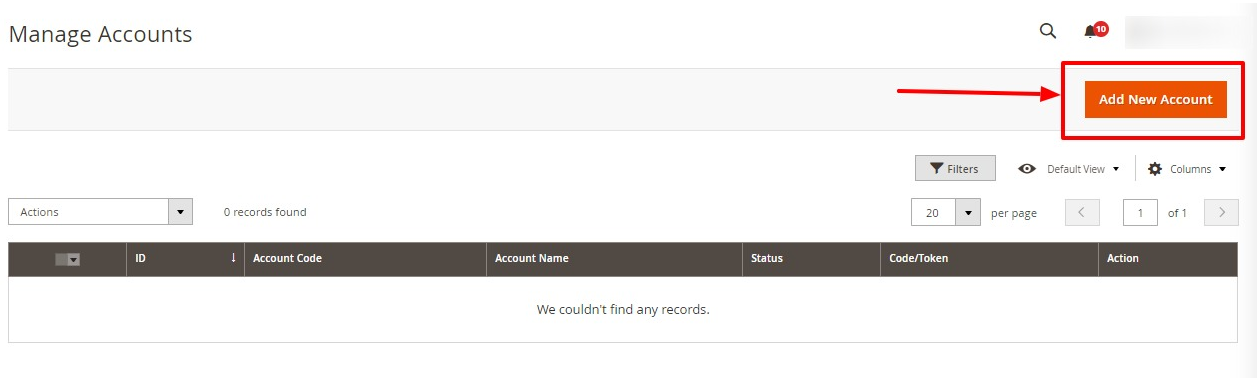 Manage Accounts
10
Add New Account
Filters
Default View
Columns
Actions
0 records found
20
per page
1
of 1
ID
Account Code
Account Name
Status
Code/Token
Action
We couldn't find any records.